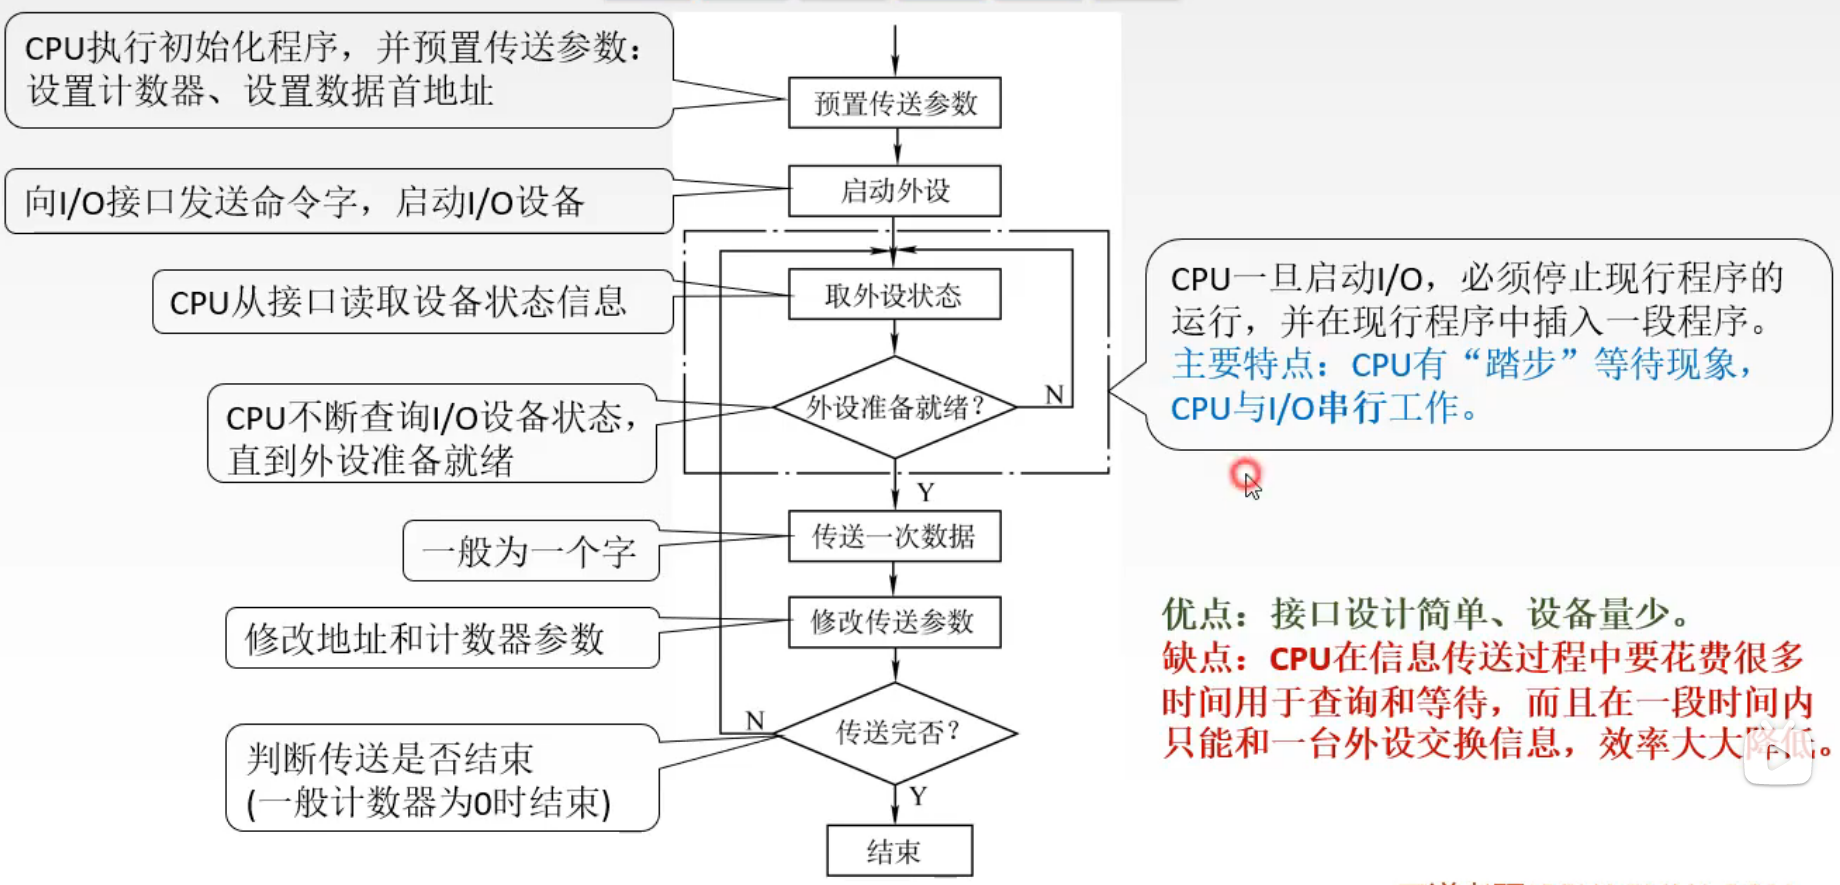 CPU执行初始化程序，并预置传送参数：
设置计数器、设置数据首地址
预置传送参数
向I/O接口发送命令字，启动I/O设备
启动外设
CPU从接口读取设备状态信息
取外设状态
CPU一旦启动I/O，必须停止现行程序的
运行，并在现行程序中插入一段程序。
主要特点：CPU有“踏步”等待现象，
CPU与I/O串行工作。
CPU不断查询I/O设备状态，
直到外设准备就绪
外设准备就绪？
N
Y
一般为一个字
传送一次数据
修改地址和计数器参数
修改传送参数
优点：接口设计简单、设备量少。
缺点：CPU在信息传送过程中要花费很多
时间用于查询和等待，而且在一段时间内
只能和一台外设交换信息，效率大大降低。
判断传送是否结束
(一般计数器为0时结束)
N
传送完否？
Y
结束